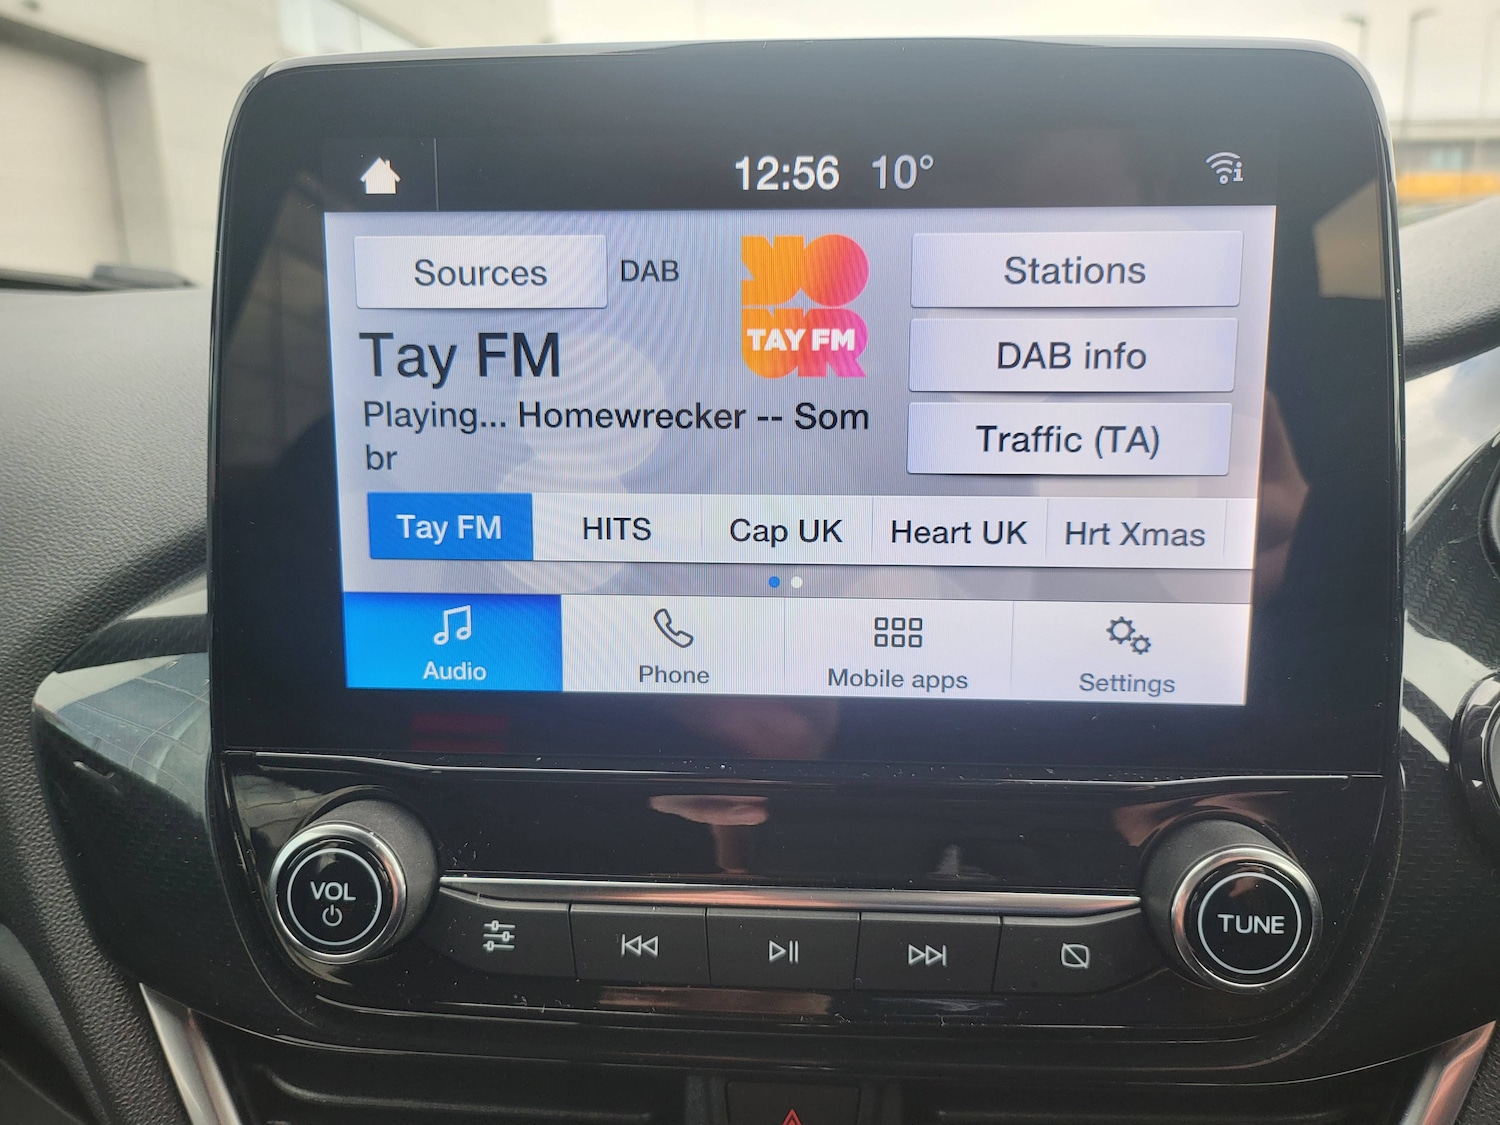 12:56 10°
Sources DAB Stations
YOUR
TAY FM
DAB info
Tay FM
Playing... Homewrecker -- Som
br
Traffic (TA)
Tay FM HITS Cap UK Heart UK Hrt Xmas
Audio Phone Mobile apps Settings
VOL
TUNE